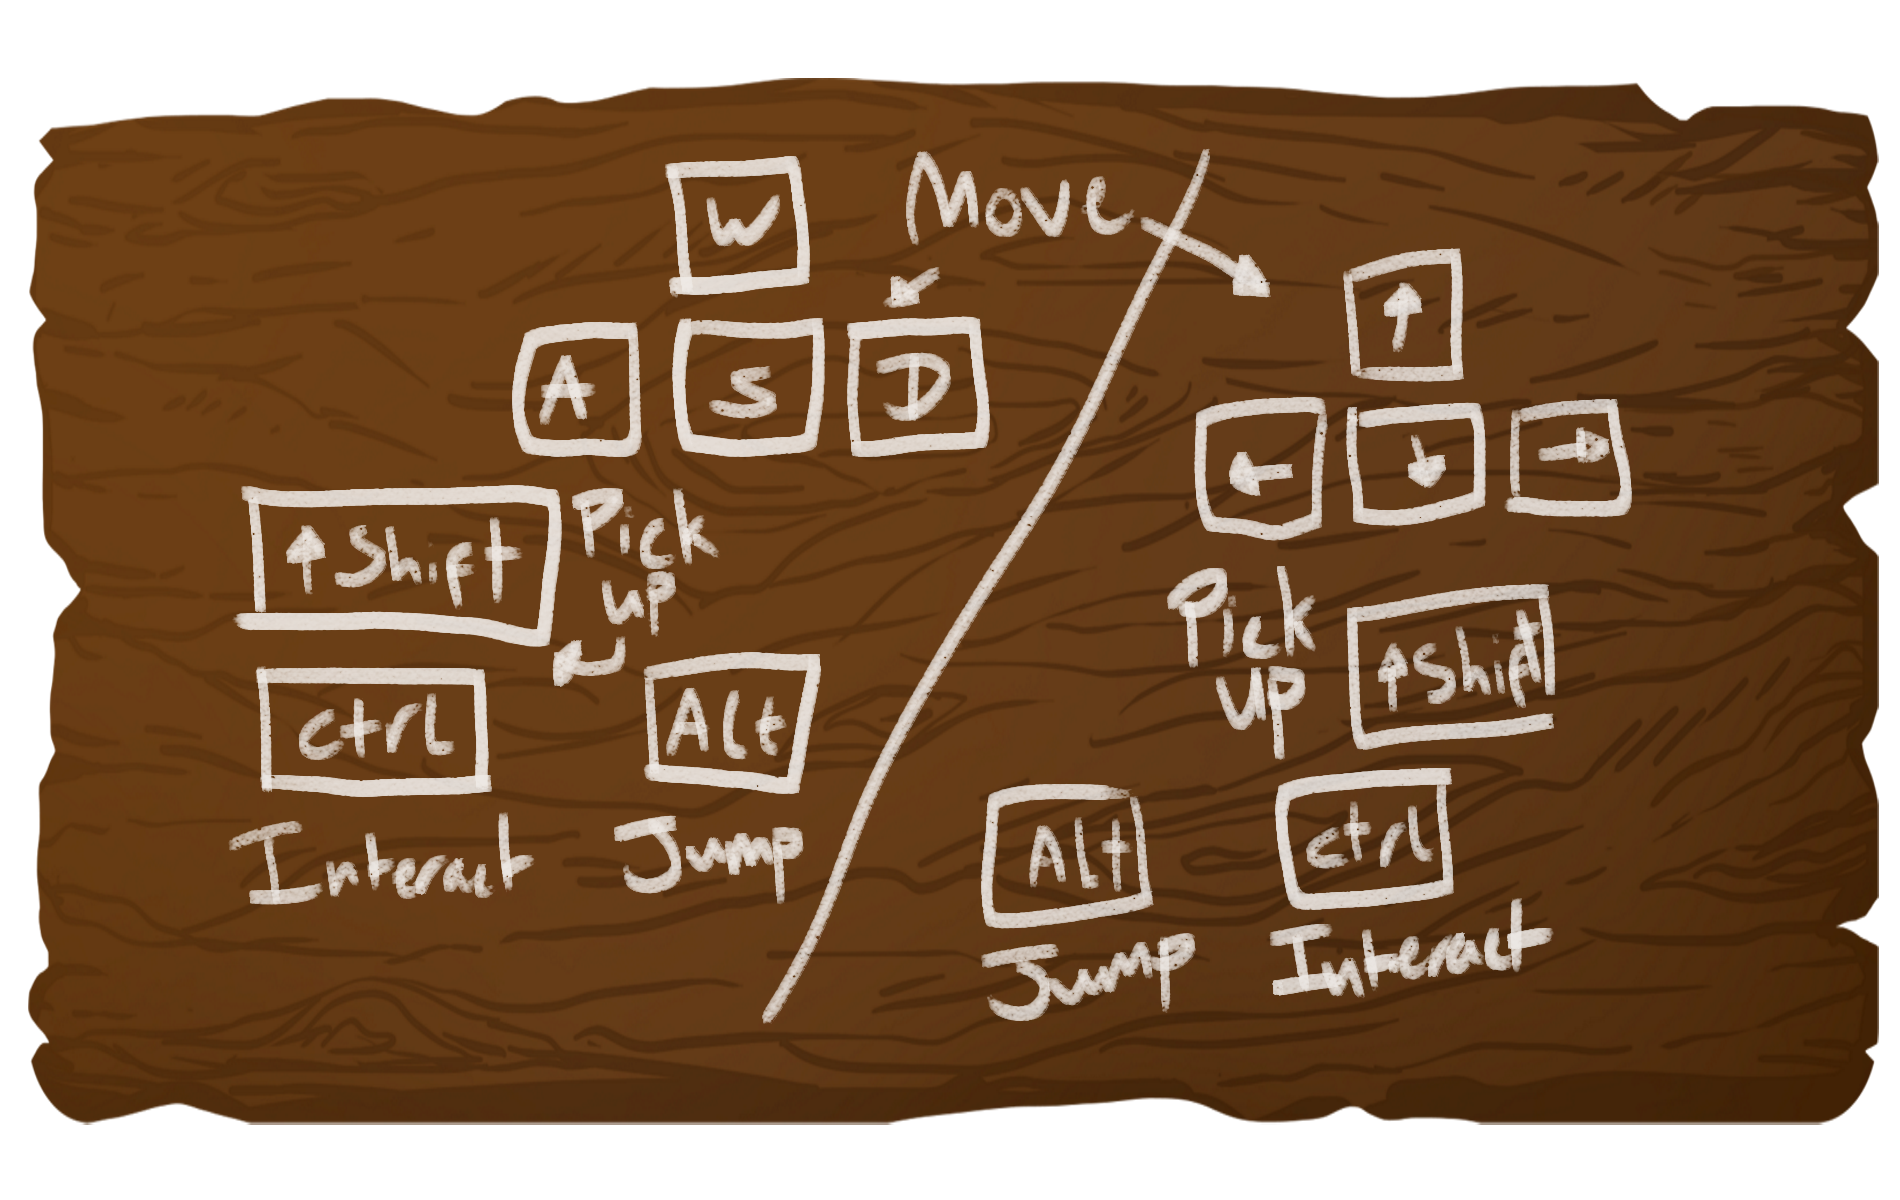 W
Move
A S D
↑ Shift
Pick
up
ctrl
Alt
Interact
Jump
↑
← ↓ →
Pick
up
↑ Shift
Alt
ctrl
Jump
Interact